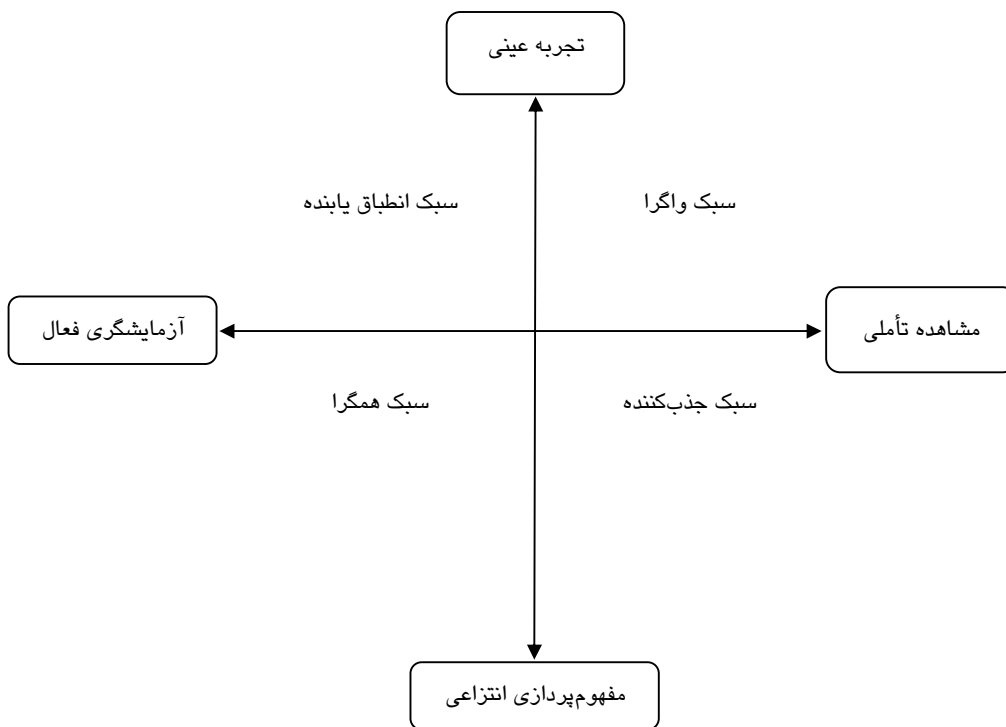 تجربه عینی
سبک واگرا
سبک انطباق یابنده
مشاهده تأملی
آزمایشگری فعال
سبک جذب‌کننده
سبک همگرا
مفهوم‌پردازی انتزاعی